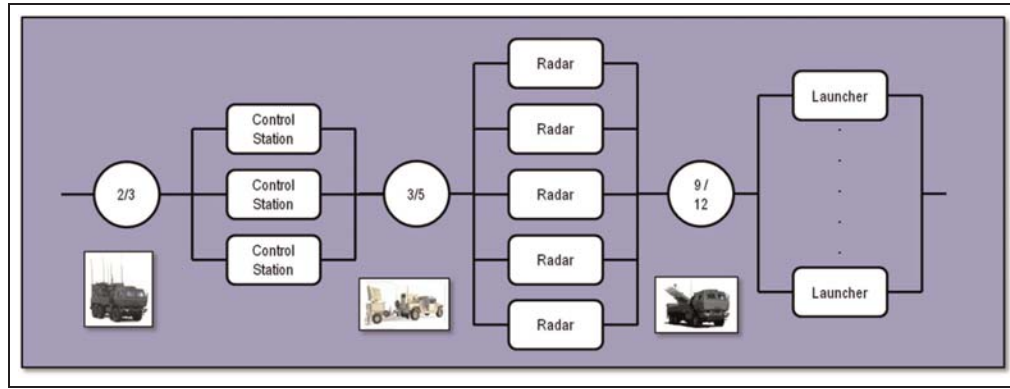 2/3
Control
Station
Control
Station
Control
Station
3/5
Radar
Radar
Radar
Radar
Radar
9 /
12
Launcher
Launcher